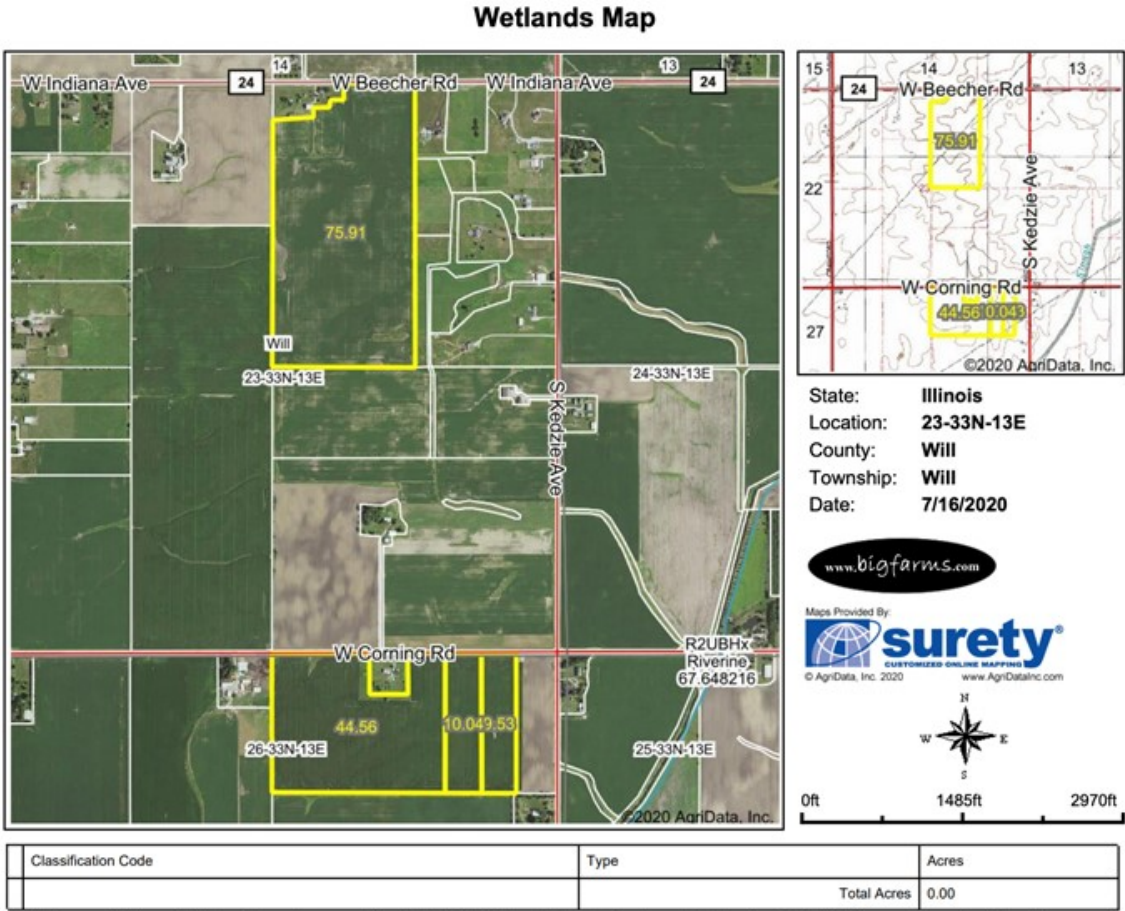 Wetlands Map
14
13
W Indiana Ave
24
W Beecher Rd
W Indiana Ave
24
75.91
Will
23-33N-13E
24-33N-13E
S Kedzie Ave
W Corning Rd
R2UBHx
Riverine
67.648216
44.56
10.04
9.53
26-33N-13E
25-33N-13E
©2020 AgriData, Inc.
15
14
13
24
W Beecher Rd
75.91
22
S Kedzie Ave
W Corning Rd
44.56
27
©2020 AgriData, Inc.
State: Illinois
Location: 23-33N-13E
County: Will
Township: Will
Date: 7/16/2020
www.bigfarms.com
Maps Provided By:
surety®
CUSTOMIZED ONLINE MAPPING
© AgriData, Inc. 2020 www.AgriDataInc.com
N
W E
S
0ft 1485ft 2970ft
Classification Code Type Acres
Total Acres 0.00